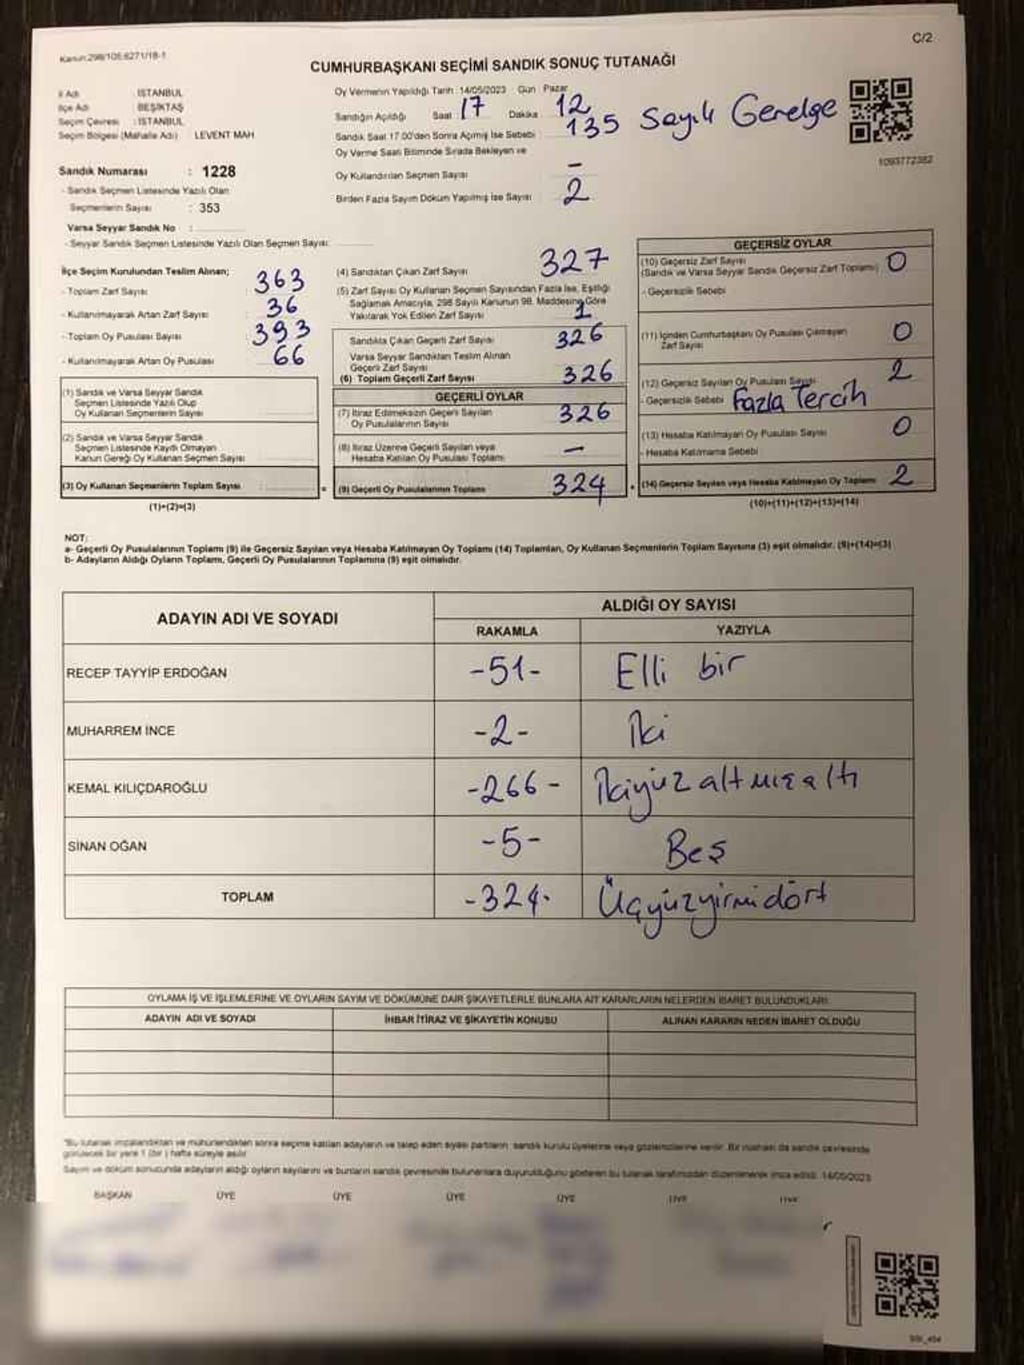 Kanun:298/105;6271/18-1
C/2
CUMHURBAŞKANI SEÇİMİ SANDIK SONUÇ TUTANAĞI
İl Adı : İSTANBUL
İlçe Adı : BEŞİKTAŞ
Seçim Çevresi : İSTANBUL
Seçim Bölgesi (Mahalle Adı) : LEVENT MAH
Oy Vermenin Yapıldığı Tarih :14/05/2023 Gün : Pazar
Sandığın Açıldığı Saat : 17 Dakika : 12
Sandık Saat 17.00'den Sonra Açılmış İse Sebebi : 135 Sayılı Genelge
Oy Verme Saati Bitiminde Sırada Bekleyen ve
Oy Kullandırılan Seçmen Sayısı : –
Birden Fazla Sayım Döküm Yapılmış İse Sayısı : 2
1093772382
Sandık Numarası : 1228
- Sandık Seçmen Listesinde Yazılı Olan
Seçmenlerin Sayısı : 353
Varsa Seyyar Sandık No :
- Seyyar Sandık Seçmen Listesinde Yazılı Olan Seçmen Sayısı:
İlçe Seçim Kurulundan Teslim Alınan;
- Toplam Zarf Sayısı : 363
- Kullanılmayarak Artan Zarf Sayısı : 36
- Toplam Oy Pusulası Sayısı : 393
- Kullanılmayarak Artan Oy Pusulası : 66
(1) Sandık ve Varsa Seyyar Sandık
Seçmen Listesinde Yazılı Olup
Oy Kullanan Seçmenlerin Sayısı
(2) Sandık ve Varsa Seyyar Sandık
Seçmen Listesinde Kayıtlı Olmayan
Kanun Gereği Oy Kullanan Seçmen Sayısı
(3) Oy Kullanan Seçmenlerin Toplam Sayısı :
(1)+(2)=(3)
(4) Sandıktan Çıkan Zarf Sayısı 327
(5) Zarf Sayısı Oy Kullanan Seçmen Sayısından Fazla İse, Eşitliği
Sağlamak Amacıyla, 298 Sayılı Kanunun 98. Maddesine Göre
Yakılarak Yok Edilen Zarf Sayısı 1
Sandıkta Çıkan Geçerli Zarf Sayısı 326
Varsa Seyyar Sandıktan Teslim Alınan
Geçerli Zarf Sayısı
(6) Toplam Geçerli Zarf Sayısı 326
GEÇERLİ OYLAR
(7) İtiraz Edilmeksizin Geçerli Sayılan
Oy Pusulalarının Sayısı 326
(8) İtiraz Üzerine Geçerli Sayılan veya
Hesaba Katılan Oy Pusulası Toplamı –
= (9) Geçerli Oy Pusulalarının Toplamı 324
GEÇERSİZ OYLAR
(10) Geçersiz Zarf Sayısı
(Sandık ve Varsa Seyyar Sandık Geçersiz Zarf Toplamı) 0
- Geçersizlik Sebebi
(11) İçinden Cumhurbaşkanı Oy Pusulası Çıkmayan
Zarf Sayısı 0
(12) Geçersiz Sayılan Oy Pusulası Sayısı 2
- Geçersizlik Sebebi Fazla Tercih
(13) Hesaba Katılmayan Oy Pusulası Sayısı 0
- Hesaba Katılmama Sebebi
+ (14) Geçersiz Sayılan veya Hesaba Katılmayan Oy Toplamı 2
(10)+(11)+(12)+(13)=(14)
NOT:
a- Geçerli Oy Pusulalarının Toplamı (9) ile Geçersiz Sayılan veya Hesaba Katılmayan Oy Toplamı (14) Toplamları, Oy Kullanan Seçmenlerin Toplam Sayısına (3) eşit olmalıdır. (9)+(14)=(3)
b- Adayların Aldığı Oyların Toplamı, Geçerli Oy Pusulalarının Toplamına (9) eşit olmalıdır.
ADAYIN ADI VE SOYADI
ALDIĞI OY SAYISI
RAKAMLA YAZIYLA
RECEP TAYYİP ERDOĞAN -51- Elli bir
MUHARREM İNCE -2- İki
KEMAL KILIÇDAROĞLU -266- İkiyüzaltmışaltı
SİNAN OĞAN -5- Beş
TOPLAM -324- Üçyüzyirmidört
OYLAMA İŞ VE İŞLEMLERİNE VE OYLARIN SAYIM VE DÖKÜMÜNE DAİR ŞİKAYETLERLE BUNLARA AİT KARARLARIN NELERDEN İBARET BULUNDUKLARI
ADAYIN ADI VE SOYADI İHBAR İTİRAZ VE ŞİKAYETİN KONUSU ALINAN KARARIN NEDEN İBARET OLDUĞU
*Bu tutanak imzalandıktan ve mühürlendikten sonra seçime katılan adayların ve talep eden siyasi partilerin sandık kurulu üyelerine veya gözlemcilerine verilir. Bir nüshası da sandık çevresinde
görülecek bir yere 1 (bir) hafta süreyle asılır
Sayım ve döküm sonucunda adayların aldığı oyların sayılarını ve bunların sandık çevresinde bulunanlara duyurulduğunu gösteren bu tutanak tarafımızdan düzenlenerek imza edildi. 14/05/2023
BAŞKAN ÜYE ÜYE ÜYE ÜYE ÜYE ÜYE